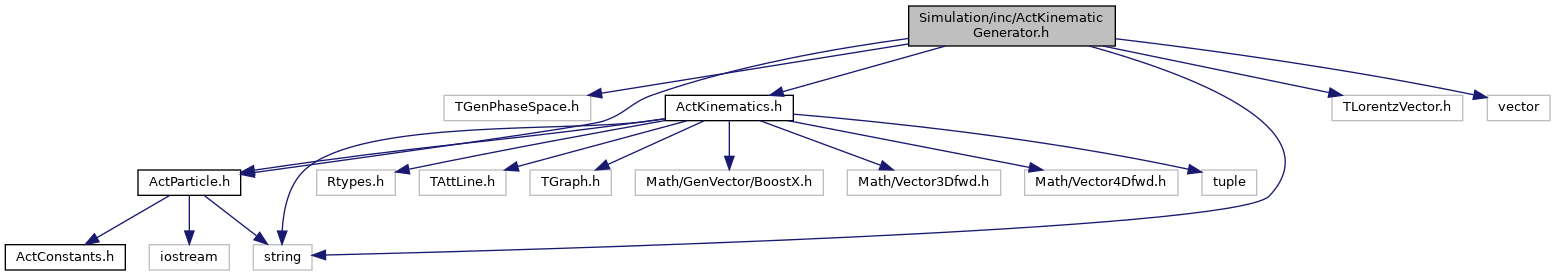 Simulation/inc/ActKinematic
Generator.h
TGenPhaseSpace.h
ActKinematics.h
TLorentzVector.h
vector
ActParticle.h
Rtypes.h
TAttLine.h
TGraph.h
Math/GenVector/BoostX.h
Math/Vector3Dfwd.h
Math/Vector4Dfwd.h
tuple
ActConstants.h
iostream
string